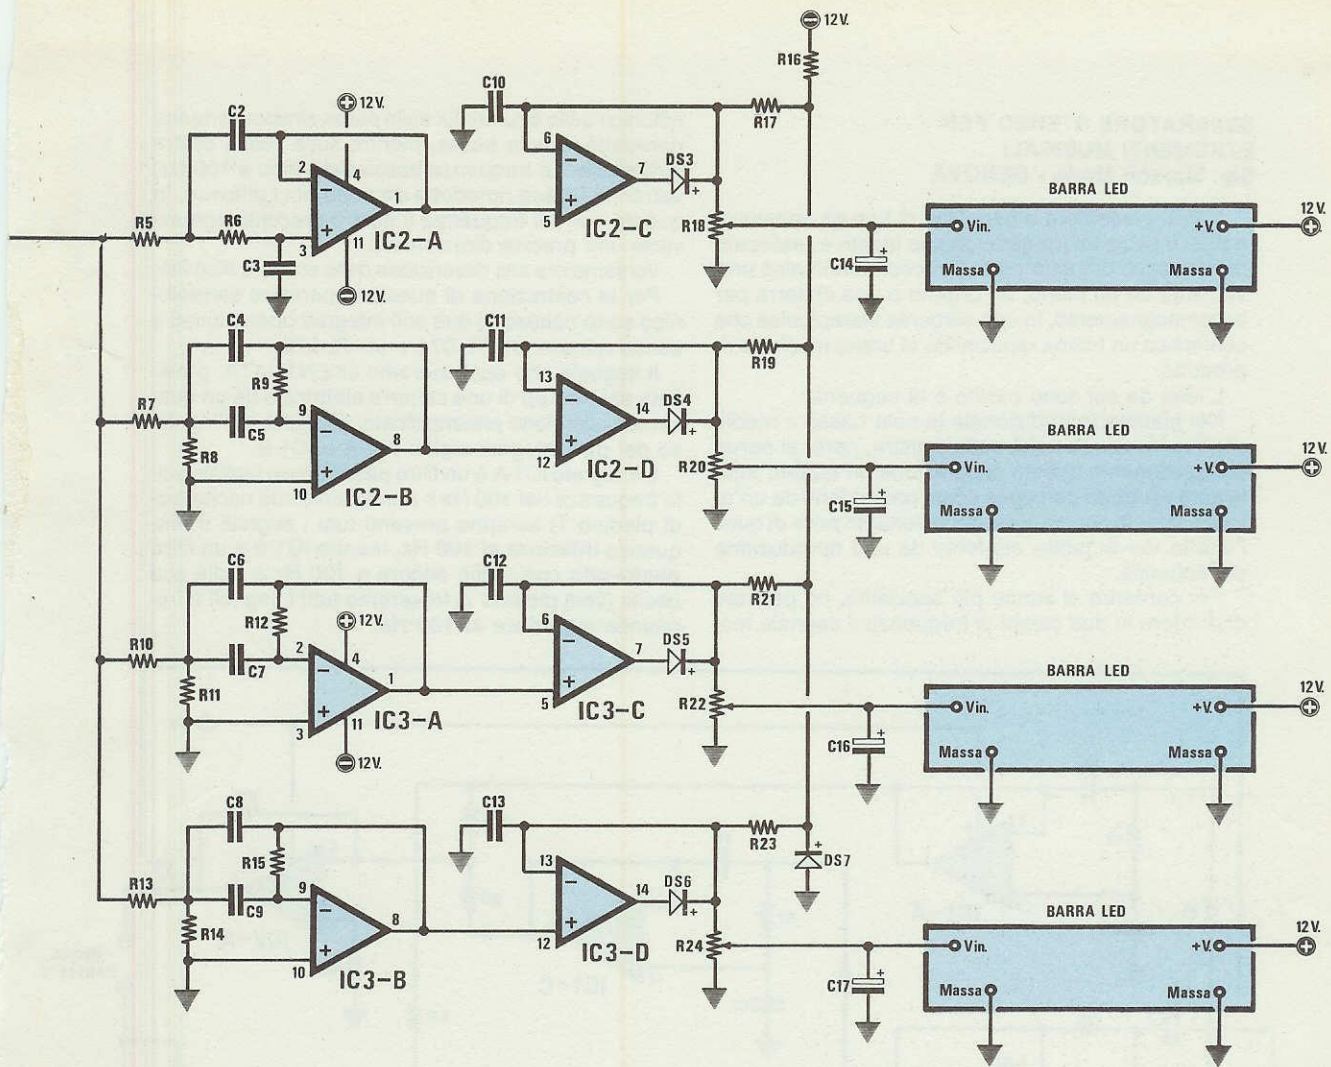 12V.
R16
C10
C2
12V.
R17
6
2
4
7
DS3
BARRA LED
1
5
IC2-C
R18
Vin.
+V.
12V.
R5
R6
IC2-A
3
11
C3
C14
Massa
Massa
12V.
C4
C11
R19
13
R9
DS4
14
BARRA LED
R7
9
C5
8
12
R20
Vin.
+V.
12V.
R8
IC2-D
10
IC2-B
C15
Massa
Massa
C6
C12
R21
12V.
6
R12
7
DS5
R10
2
4
BARRA LED
C7
1
5
R22
Vin.
+V.
12V.
R11
IC3-C
3
11
IC3-A
C16
Massa
Massa
12V.
C8
C13
R23
13
DS7
R15
14
DS6
R13
9
BARRA LED
C9
8
12
R24
Vin.
+V.
12V.
R14
IC3-D
10
IC3-B
C17
Massa
Massa